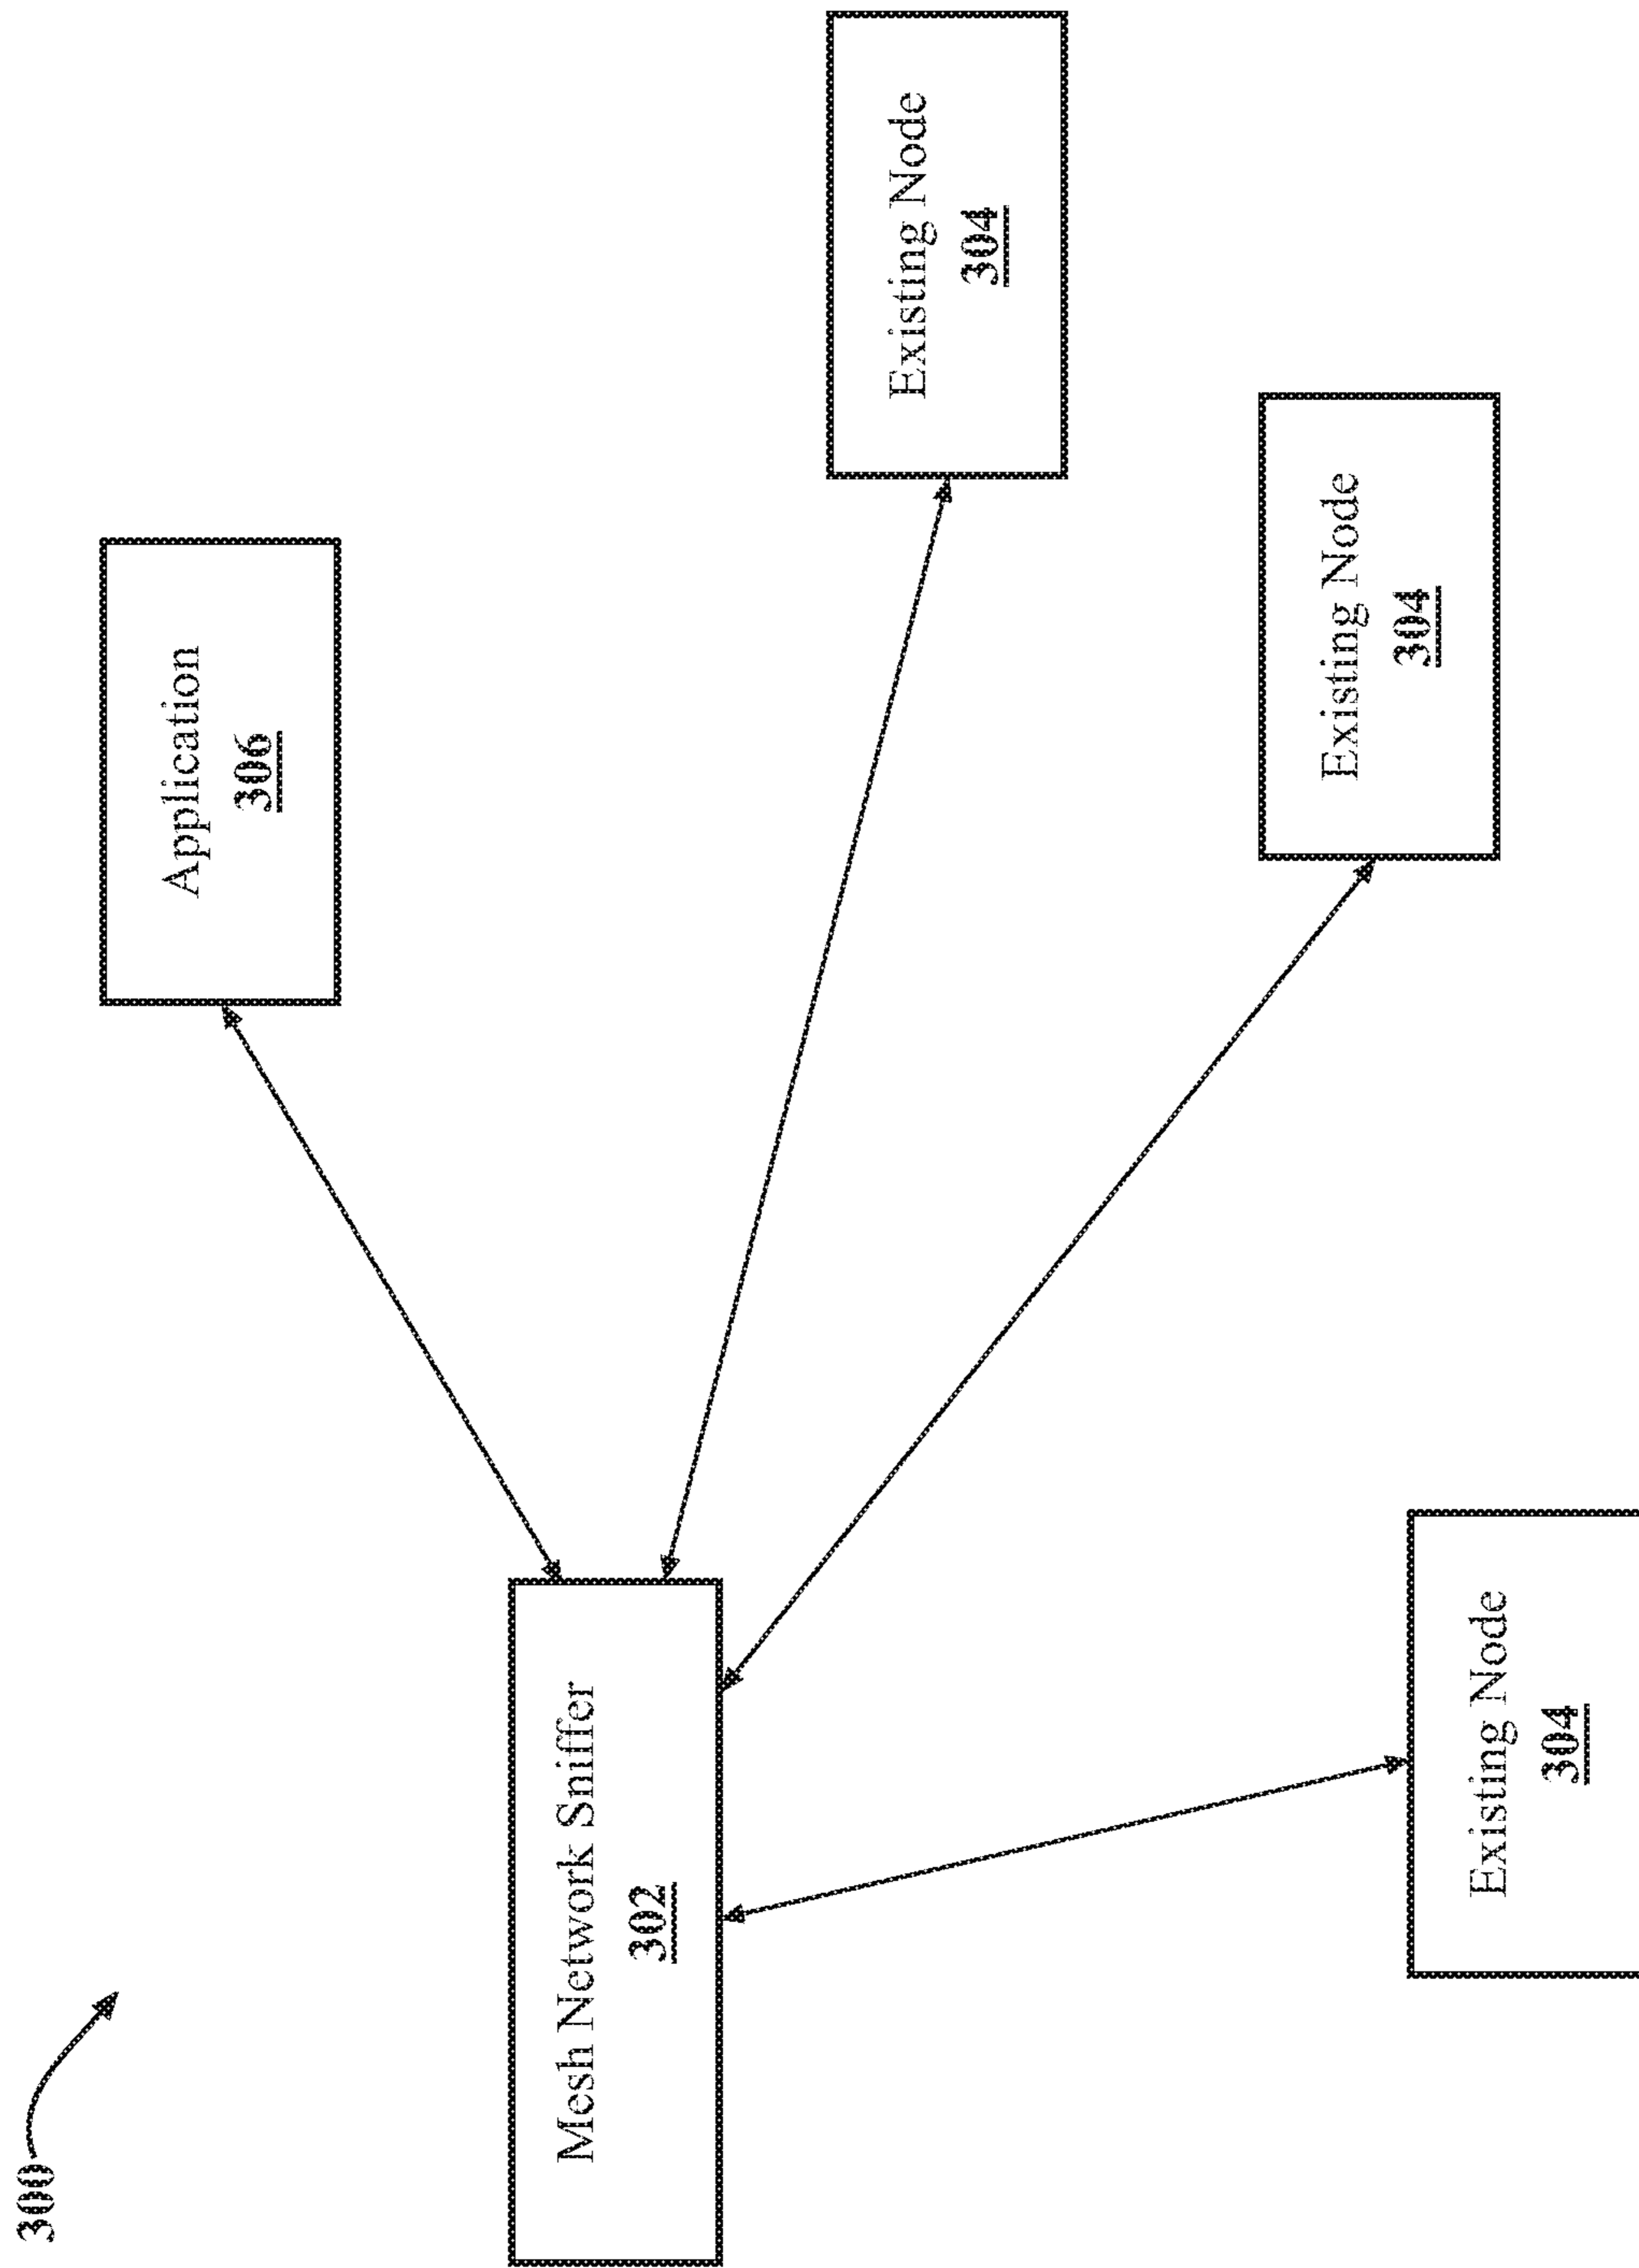 300
Application
306
Mesh Network Sniffer
302
Existing Node
304
Existing Node
304
Existing Node
304